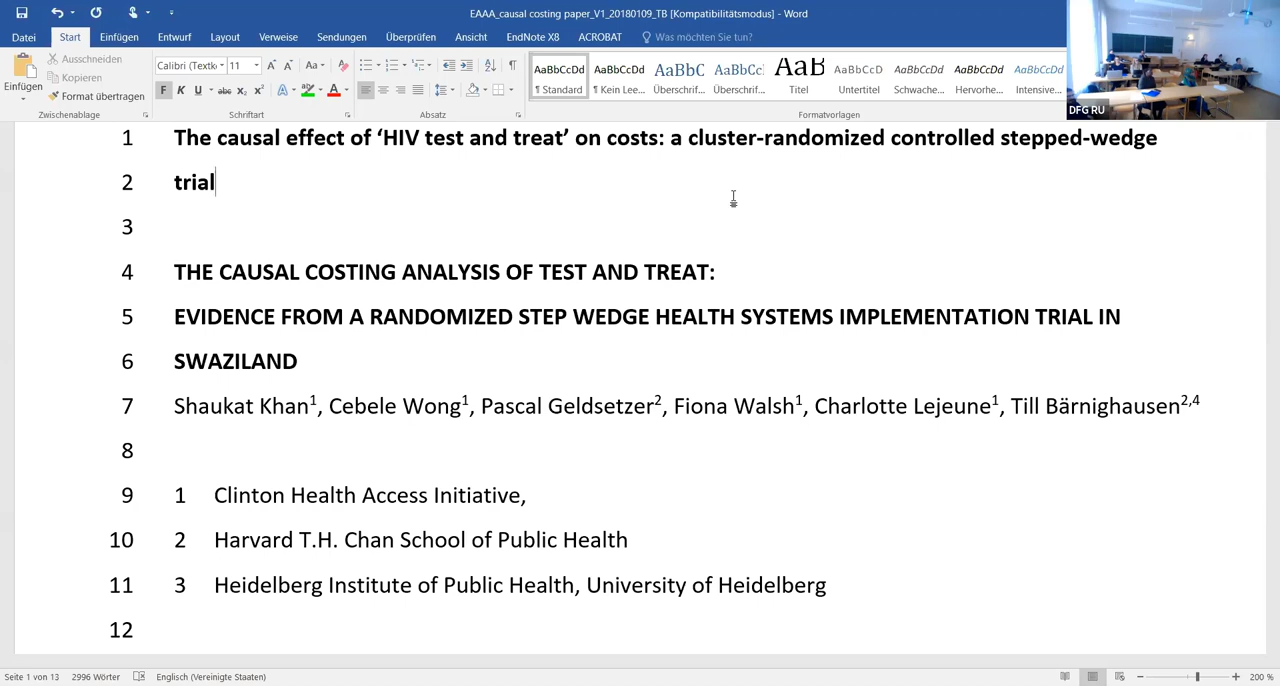 EAAA_causal costing paper_V1_20180109_TB [Kompatibilitätsmodus] - Word
Datei Start Einfügen Entwurf Layout Verweise Sendungen Überprüfen Ansicht EndNote X8 ACROBAT Was möchten Sie tun?
Einfügen
Ausschneiden
Kopieren
Format übertragen
Zwischenablage
Calibri (Textk 11 A A Aa
F K U abc x₂ x² A A
Schriftart
Absatz
AaBbCcDd AaBbCcDd AaBbC AaBbCc AaB AaBbCcD AaBbCcDd AaBbCcDd AaBbCcDd
¶ Standard ¶ Kein Lee... Überschrif... Überschrif... Titel Untertitel Schwache... Hervorhe... Intensive...
Formatvorlagen
DFG RU
1 The causal effect of ‘HIV test and treat’ on costs: a cluster-randomized controlled stepped-wedge
2 trial
3
4 THE CAUSAL COSTING ANALYSIS OF TEST AND TREAT:
5 EVIDENCE FROM A RANDOMIZED STEP WEDGE HEALTH SYSTEMS IMPLEMENTATION TRIAL IN
6 SWAZILAND
7 Shaukat Khan¹, Cebele Wong¹, Pascal Geldsetzer², Fiona Walsh¹, Charlotte Lejeune¹, Till Bärnighausen²,⁴
8
9 1 Clinton Health Access Initiative,
10 2 Harvard T.H. Chan School of Public Health
11 3 Heidelberg Institute of Public Health, University of Heidelberg
12
Seite 1 von 13 2996 Wörter Englisch (Vereinigte Staaten) 200 %